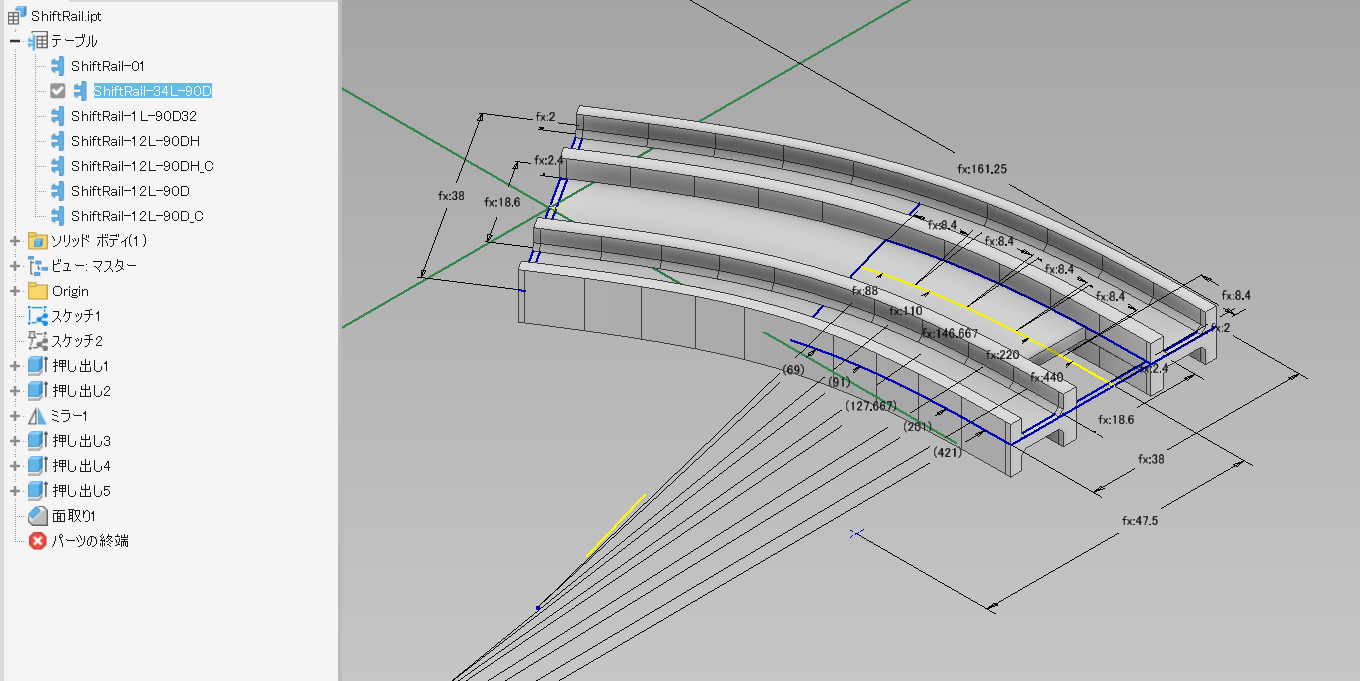 ShiftRail.ipt
テーブル
ShiftRail-01
ShiftRail-34L-90D
ShiftRail-1L-90D32
ShiftRail-12L-90DH
ShiftRail-12L-90DH_C
ShiftRail-12L-90D
ShiftRail-12L-90D_C
ソリッド ボディ(1)
ビュー: マスター
Origin
スケッチ1
スケッチ2
押し出し1
押し出し2
ミラー1
押し出し3
押し出し4
押し出し5
面取り1
パーツの終端
fx:2
fx:2.4
fx:38
fx:18.6
fx:161.25
fx:8.4
fx:8.4
fx:8.4
fx:8.4
fx:8.4
fx:2
fx:88
fx:110
fx:146.667
fx:220
fx:440
(69)
(91)
(127.667)
(201)
(421)
fx:18.6
fx:38
fx:47.5